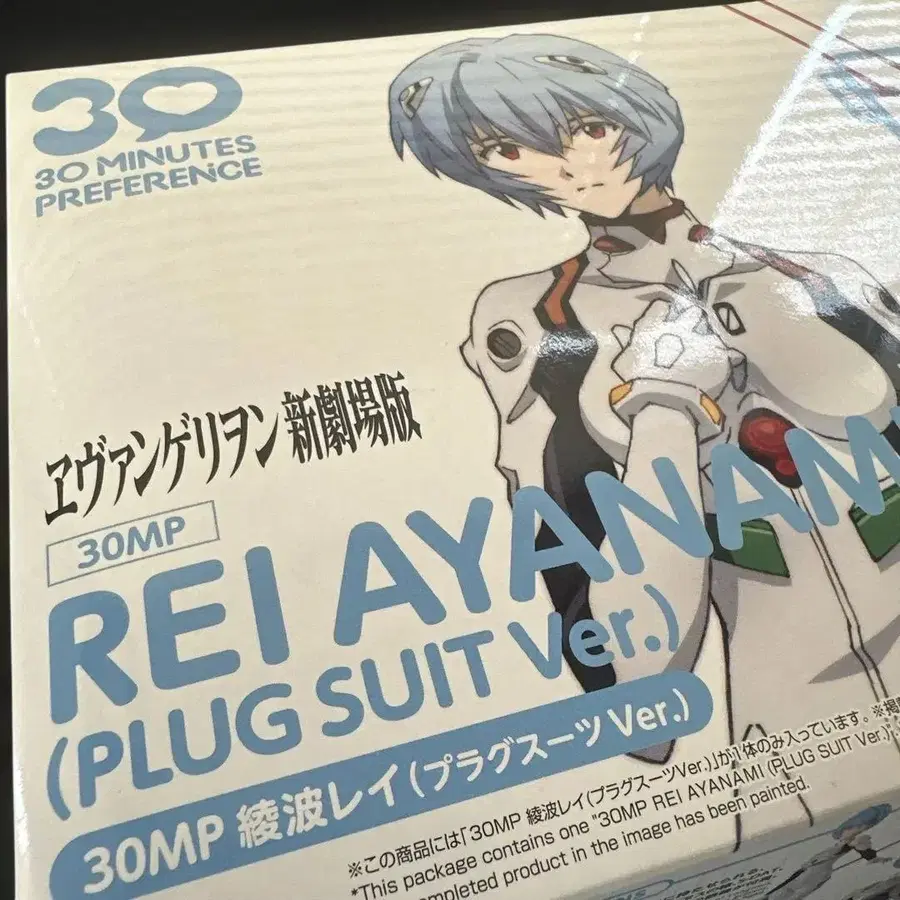 30
30 MINUTES
PREFERENCE
ヱヴァンゲリヲン 新劇場版
30MP
REI AYANAMI
(PLUG SUIT Ver.)
30MP 綾波レイ(プラグスーツ Ver.)
※この商品には「30MP 綾波レイ(プラグスーツVer.)」が1体のみ入っています。※掲
*This package contains one "30MP REI AYANAMI (PLUG SUIT Ver.)".
completed product in the image has been painted.